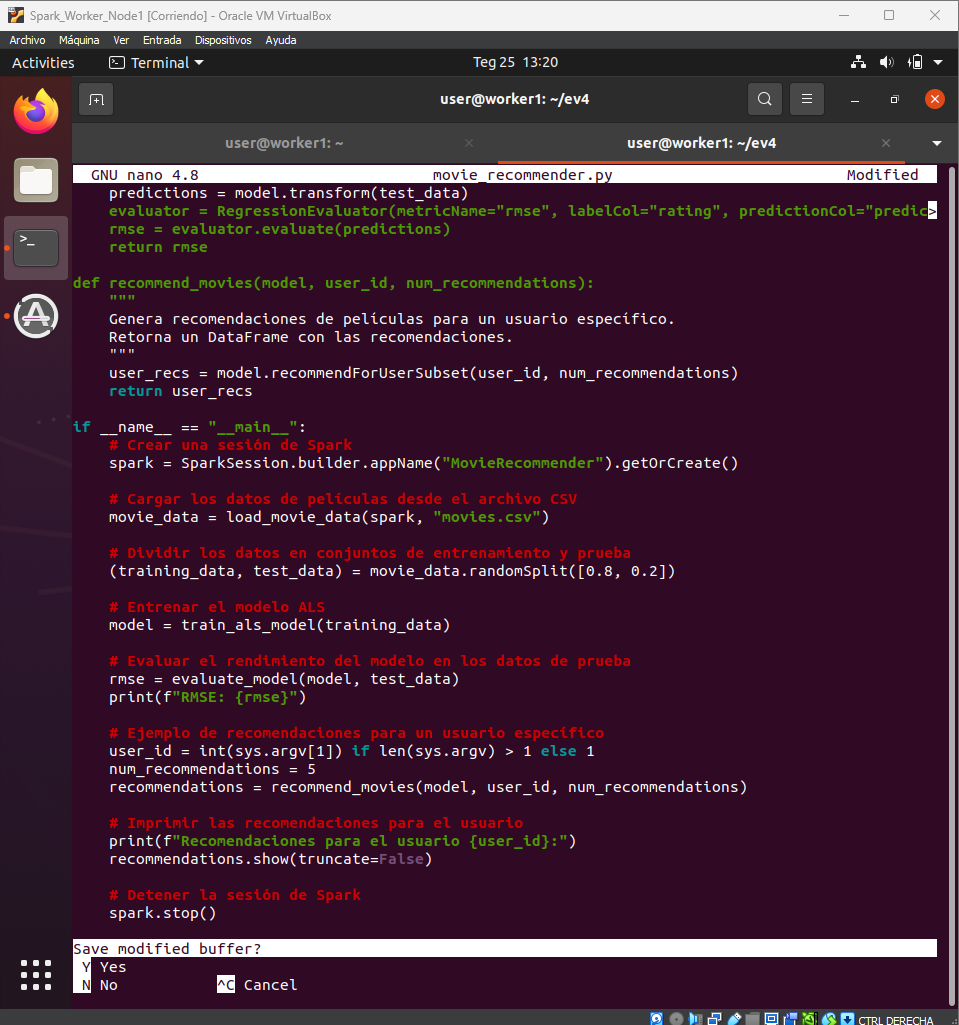 Spark_Worker_Node1 [Corriendo] - Oracle VM VirtualBox
Archivo Máquina Ver Entrada Dispositivos Ayuda
Activities Terminal Teg 25 13:20
user@worker1: ~/ev4
user@worker1: ~ × user@worker1: ~/ev4 ×
GNU nano 4.8 movie_recommender.py Modified
    predictions = model.transform(test_data)
    evaluator = RegressionEvaluator(metricName="rmse", labelCol="rating", predictionCol="predic>
    rmse = evaluator.evaluate(predictions)
    return rmse
def recommend_movies(model, user_id, num_recommendations):
    """
    Genera recomendaciones de películas para un usuario específico.
    Retorna un DataFrame con las recomendaciones.
    """
    user_recs = model.recommendForUserSubset(user_id, num_recommendations)
    return user_recs
if __name__ == "__main__":
    # Crear una sesión de Spark
    spark = SparkSession.builder.appName("MovieRecommender").getOrCreate()
    # Cargar los datos de películas desde el archivo CSV
    movie_data = load_movie_data(spark, "movies.csv")
    # Dividir los datos en conjuntos de entrenamiento y prueba
    (training_data, test_data) = movie_data.randomSplit([0.8, 0.2])
    # Entrenar el modelo ALS
    model = train_als_model(training_data)
    # Evaluar el rendimiento del modelo en los datos de prueba
    rmse = evaluate_model(model, test_data)
    print(f"RMSE: {rmse}")
    # Ejemplo de recomendaciones para un usuario específico
    user_id = int(sys.argv[1]) if len(sys.argv) > 1 else 1
    num_recommendations = 5
    recommendations = recommend_movies(model, user_id, num_recommendations)
    # Imprimir las recomendaciones para el usuario
    print(f"Recomendaciones para el usuario {user_id}:")
    recommendations.show(truncate=False)
    # Detener la sesión de Spark
    spark.stop()
Save modified buffer?
Y Yes
N No ^C Cancel
CTRL DERECHA